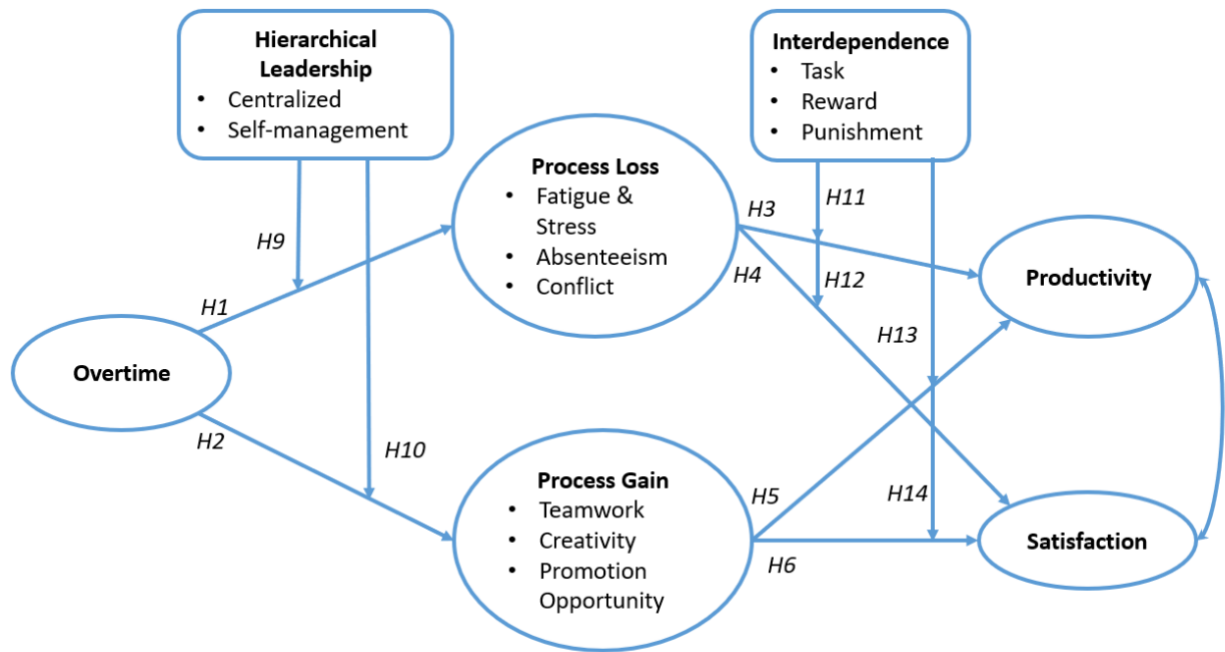 Hierarchical
Leadership
• Centralized
• Self-management
Interdependence
• Task
• Reward
• Punishment
Process Loss
• Fatigue &
Stress
• Absenteeism
• Conflict
H9
H1
H3
H4
H11
H12
H13
Productivity
Overtime
H2
H10
Process Gain
• Teamwork
• Creativity
• Promotion
Opportunity
H5
H6
H14
Satisfaction